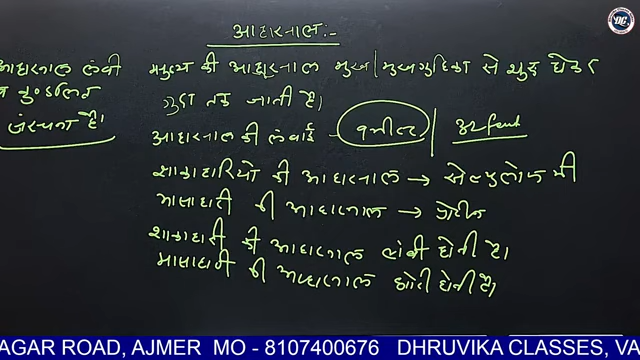 आहारनाल:-
आहारनाल लंबी
व कुण्डलित
संरचना है।
मनुष्य की आहारनाल मुख/मुखगुहिका से शुरू होकर
गुदा तक जाती है।
आहारनाल की लंबाई - 9 मीटर / 32 feet
शाकाहारियों की आहारनाल → सेल्युलोज की
मांसाहारी की आहारनाल → प्रोटीन
शाकाहारी की आहारनाल लंबी होती है।
मांसाहारी की आहारनाल छोटी होती है।
AGAR ROAD, AJMER MO - 8107400676 DHRUVIKA CLASSES, VA